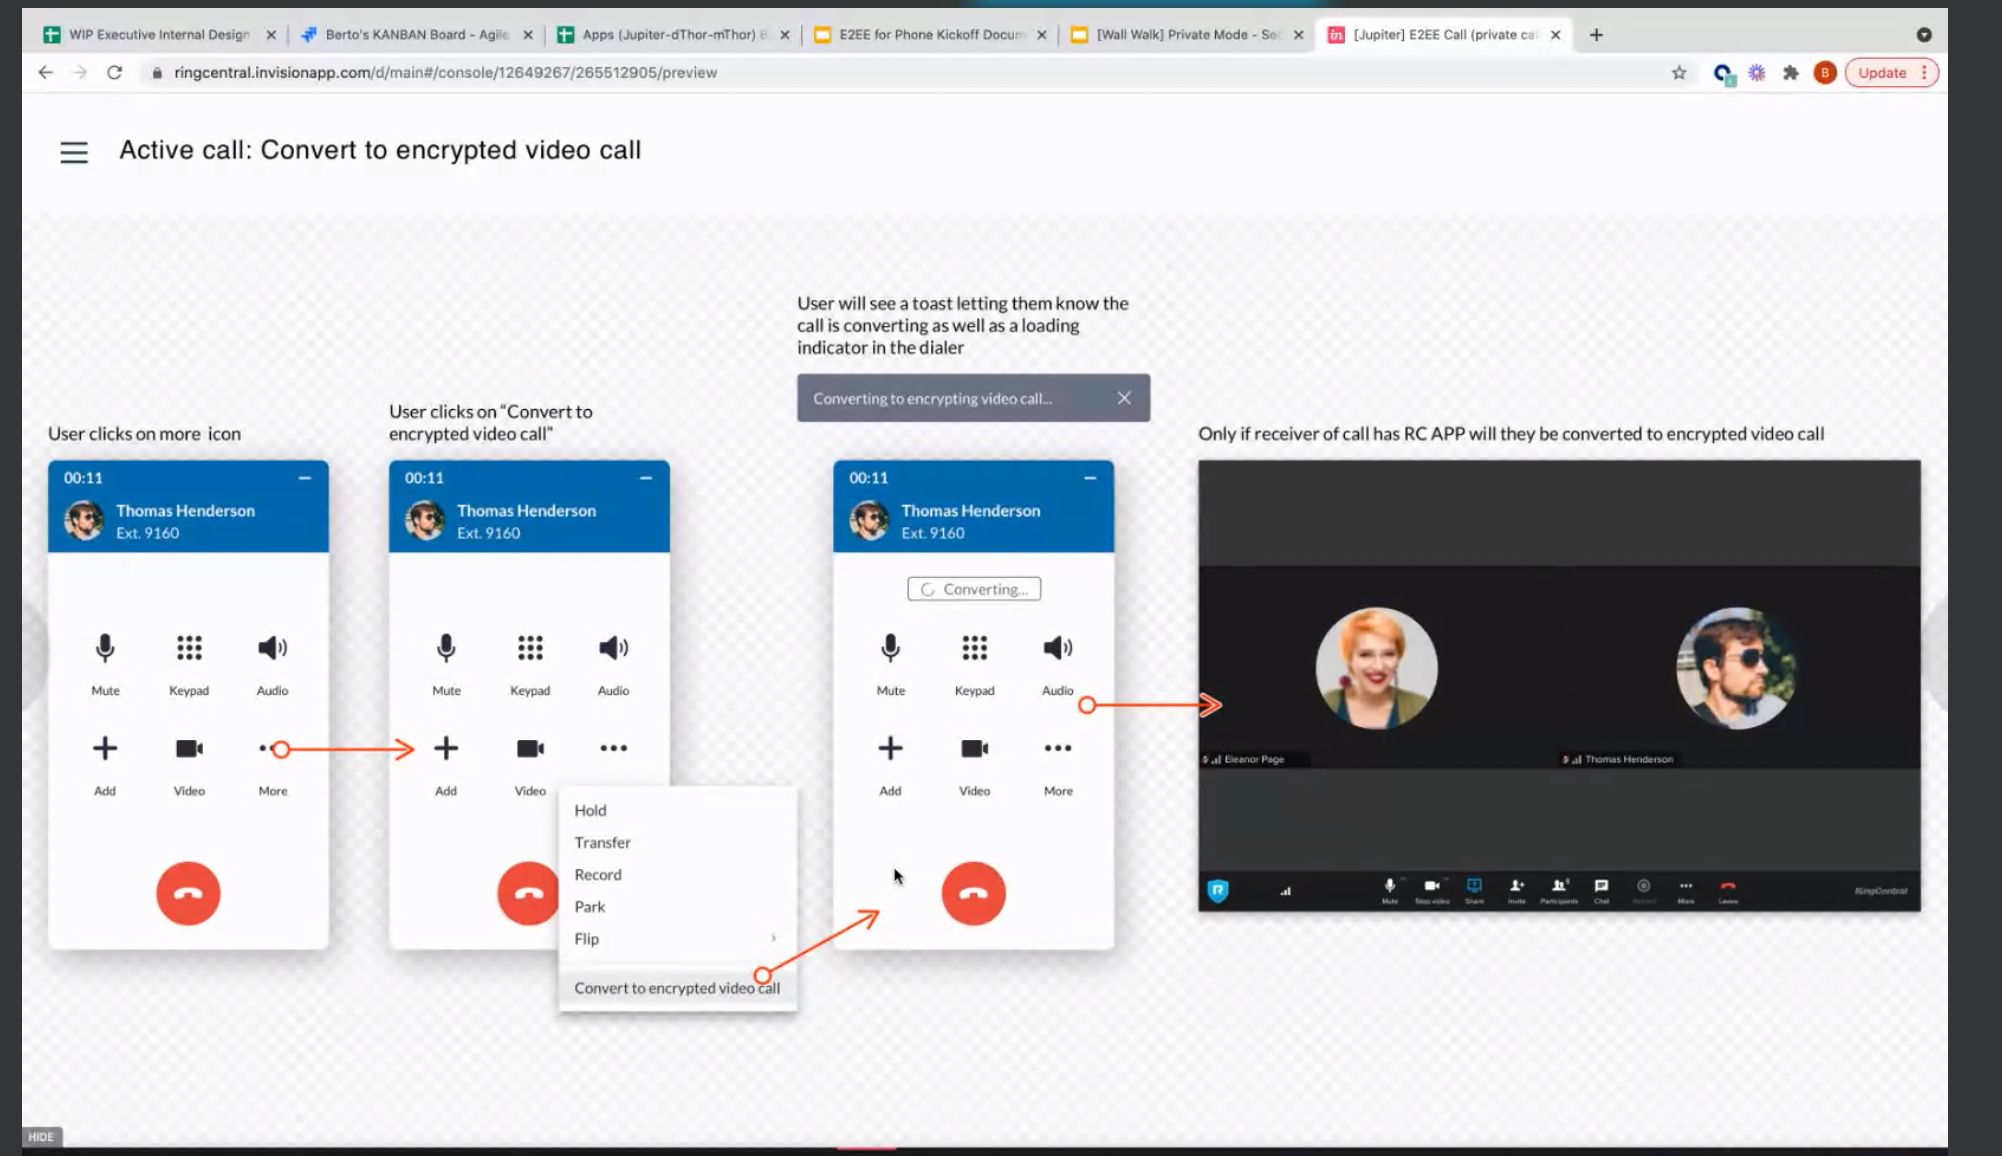 WIP Executive Internal Design
Berto's KANBAN Board - Agile
Apps (Jupiter-dThor-mThor)
E2EE for Phone Kickoff Docum
[Wall Walk] Private Mode - Sec
[Jupiter] E2EE Call (private cal
ringcentral.invisionapp.com/d/main#/console/12649267/265512905/preview
B
Update
Active call: Convert to encrypted video call
User will see a toast letting them know the
call is converting as well as a loading
indicator in the dialer
Converting to encrypting video call...
User clicks on more icon
User clicks on “Convert to
encrypted video call”
Only if receiver of call has RC APP will they be converted to encrypted video call
00:11
Thomas Henderson
Ext. 9160
Mute
Keypad
Audio
Add
Video
More
00:11
Thomas Henderson
Ext. 9160
Mute
Keypad
Audio
Add
Video
Hold
Transfer
Record
Park
Flip
Convert to encrypted video call
00:11
Thomas Henderson
Ext. 9160
Converting...
Mute
Keypad
Audio
Add
Video
More
Eleanor Page
Thomas Henderson
R
Mute
Stop video
Share
Invite
Participants
Chat
Record
More
Leave
RingCentral
HIDE